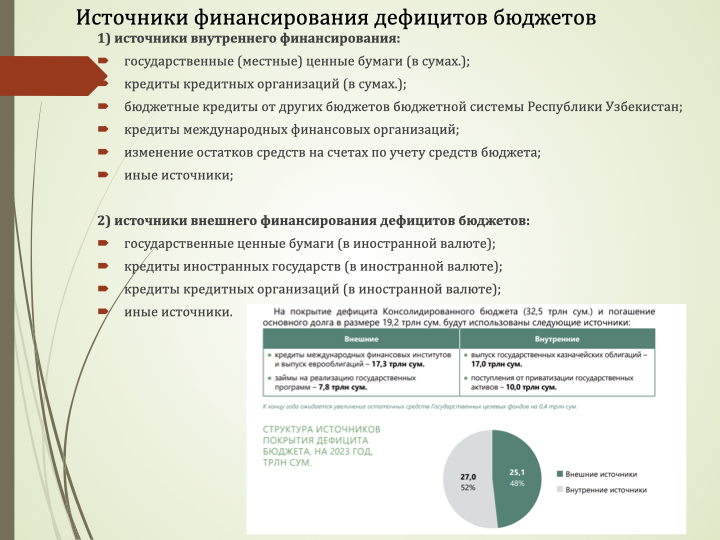 Источники финансирования дефицитов бюджетов
1) источники внутреннего финансирования:
государственные (местные) ценные бумаги (в сумах.);
кредиты кредитных организаций (в сумах.);
бюджетные кредиты от других бюджетов бюджетной системы Республики Узбекистан;
кредиты международных финансовых организаций;
изменение остатков средств на счетах по учету средств бюджета;
иные источники;
2) источники внешнего финансирования дефицитов бюджетов:
государственные ценные бумаги (в иностранной валюте);
кредиты иностранных государств (в иностранной валюте);
кредиты кредитных организаций (в иностранной валюте);
иные источники.
На покрытие дефицита Консолидированного бюджета (32,5 трлн сум.) и погашение
основного долга в размере 19,2 трлн сум. будут использованы следующие источники:
Внешние
Внутренние
• кредиты международных финансовых институтов
и выпуск еврооблигаций – 17,3 трлн сум.
• займы на реализацию государственных
программ – 7,8 трлн сум.
• выпуск государственных казначейских облигаций –
17,0 трлн сум.
• поступления от приватизации государственных
активов – 10,0 трлн сум.
К концу года ожидается увеличение остаточных средств Государственных целевых фондов на 0,4 трлн сум.
СТРУКТУРА ИСТОЧНИКОВ
ПОКРЫТИЯ ДЕФИЦИТА
БЮДЖЕТА, НА 2023 ГОД,
ТРЛН СУМ.
27,0
52%
25,1
48%
Внешние источники
Внутренние источники